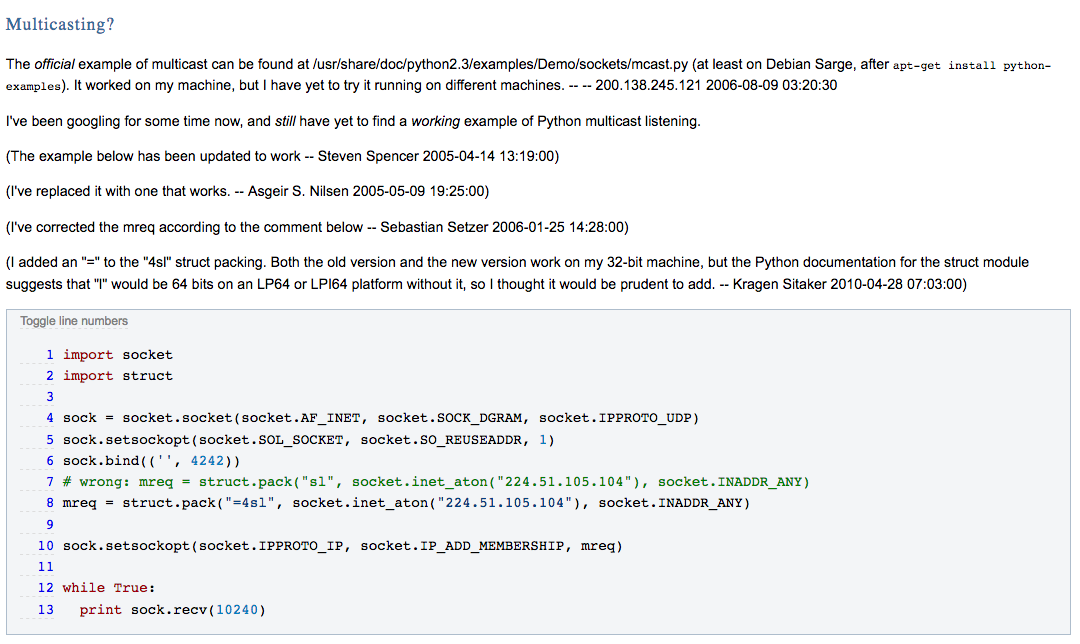 Multicasting?
The official example of multicast can be found at /usr/share/doc/python2.3/examples/Demo/sockets/mcast.py (at least on Debian Sarge, after apt-get install python-
examples). It worked on my machine, but I have yet to try it running on different machines. -- -- 200.138.245.121 2006-08-09 03:20:30
I've been googling for some time now, and still have yet to find a working example of Python multicast listening.
(The example below has been updated to work -- Steven Spencer 2005-04-14 13:19:00)
(I've replaced it with one that works. -- Asgeir S. Nilsen 2005-05-09 19:25:00)
(I've corrected the mreq according to the comment below -- Sebastian Setzer 2006-01-25 14:28:00)
(I added an "=" to the "4sl" struct packing. Both the old version and the new version work on my 32-bit machine, but the Python documentation for the struct module
suggests that "l" would be 64 bits on an LP64 or LPI64 platform without it, so I thought it would be prudent to add. -- Kragen Sitaker 2010-04-28 07:03:00)
Toggle line numbers
1 import socket
2 import struct
3
4 sock = socket.socket(socket.AF_INET, socket.SOCK_DGRAM, socket.IPPROTO_UDP)
5 sock.setsockopt(socket.SOL_SOCKET, socket.SO_REUSEADDR, 1)
6 sock.bind(('', 4242))
7 # wrong: mreq = struct.pack("sl", socket.inet_aton("224.51.105.104"), socket.INADDR_ANY)
8 mreq = struct.pack("=4sl", socket.inet_aton("224.51.105.104"), socket.INADDR_ANY)
9
10 sock.setsockopt(socket.IPPROTO_IP, socket.IP_ADD_MEMBERSHIP, mreq)
11
12 while True:
13   print sock.recv(10240)